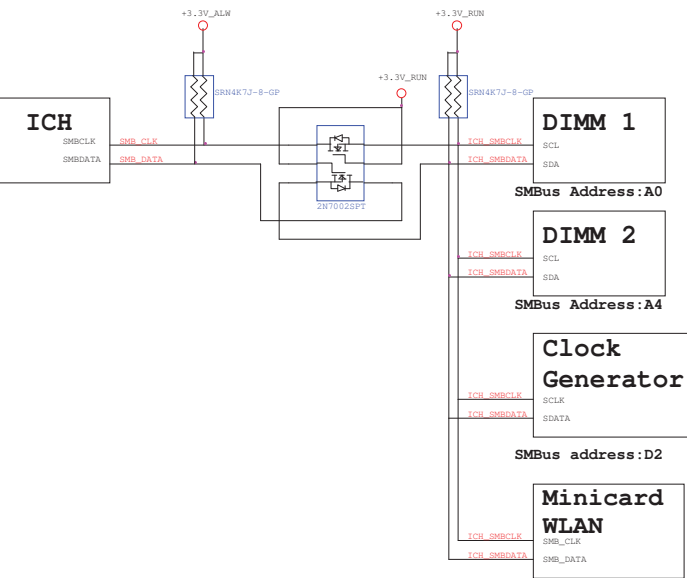 +3.3V_ALW
+3.3V_RUN
+3.3V_RUN
SRN4K7J-8-GP
SRN4K7J-8-GP
ICH
SMBCLK
SMB_CLK
SMBDATA
SMB_DATA
2N7002SPT
DIMM 1
ICH_SMBCLK
SCL
ICH_SMBDATA
SDA
SMBus Address:A0
DIMM 2
ICH_SMBCLK
SCL
ICH_SMBDATA
SDA
SMBus Address:A4
Clock
Generator
ICH_SMBCLK
SCLK
ICH_SMBDATA
SDATA
SMBus address:D2
Minicard
WLAN
ICH_SMBCLK
SMB_CLK
ICH_SMBDATA
SMB_DATA